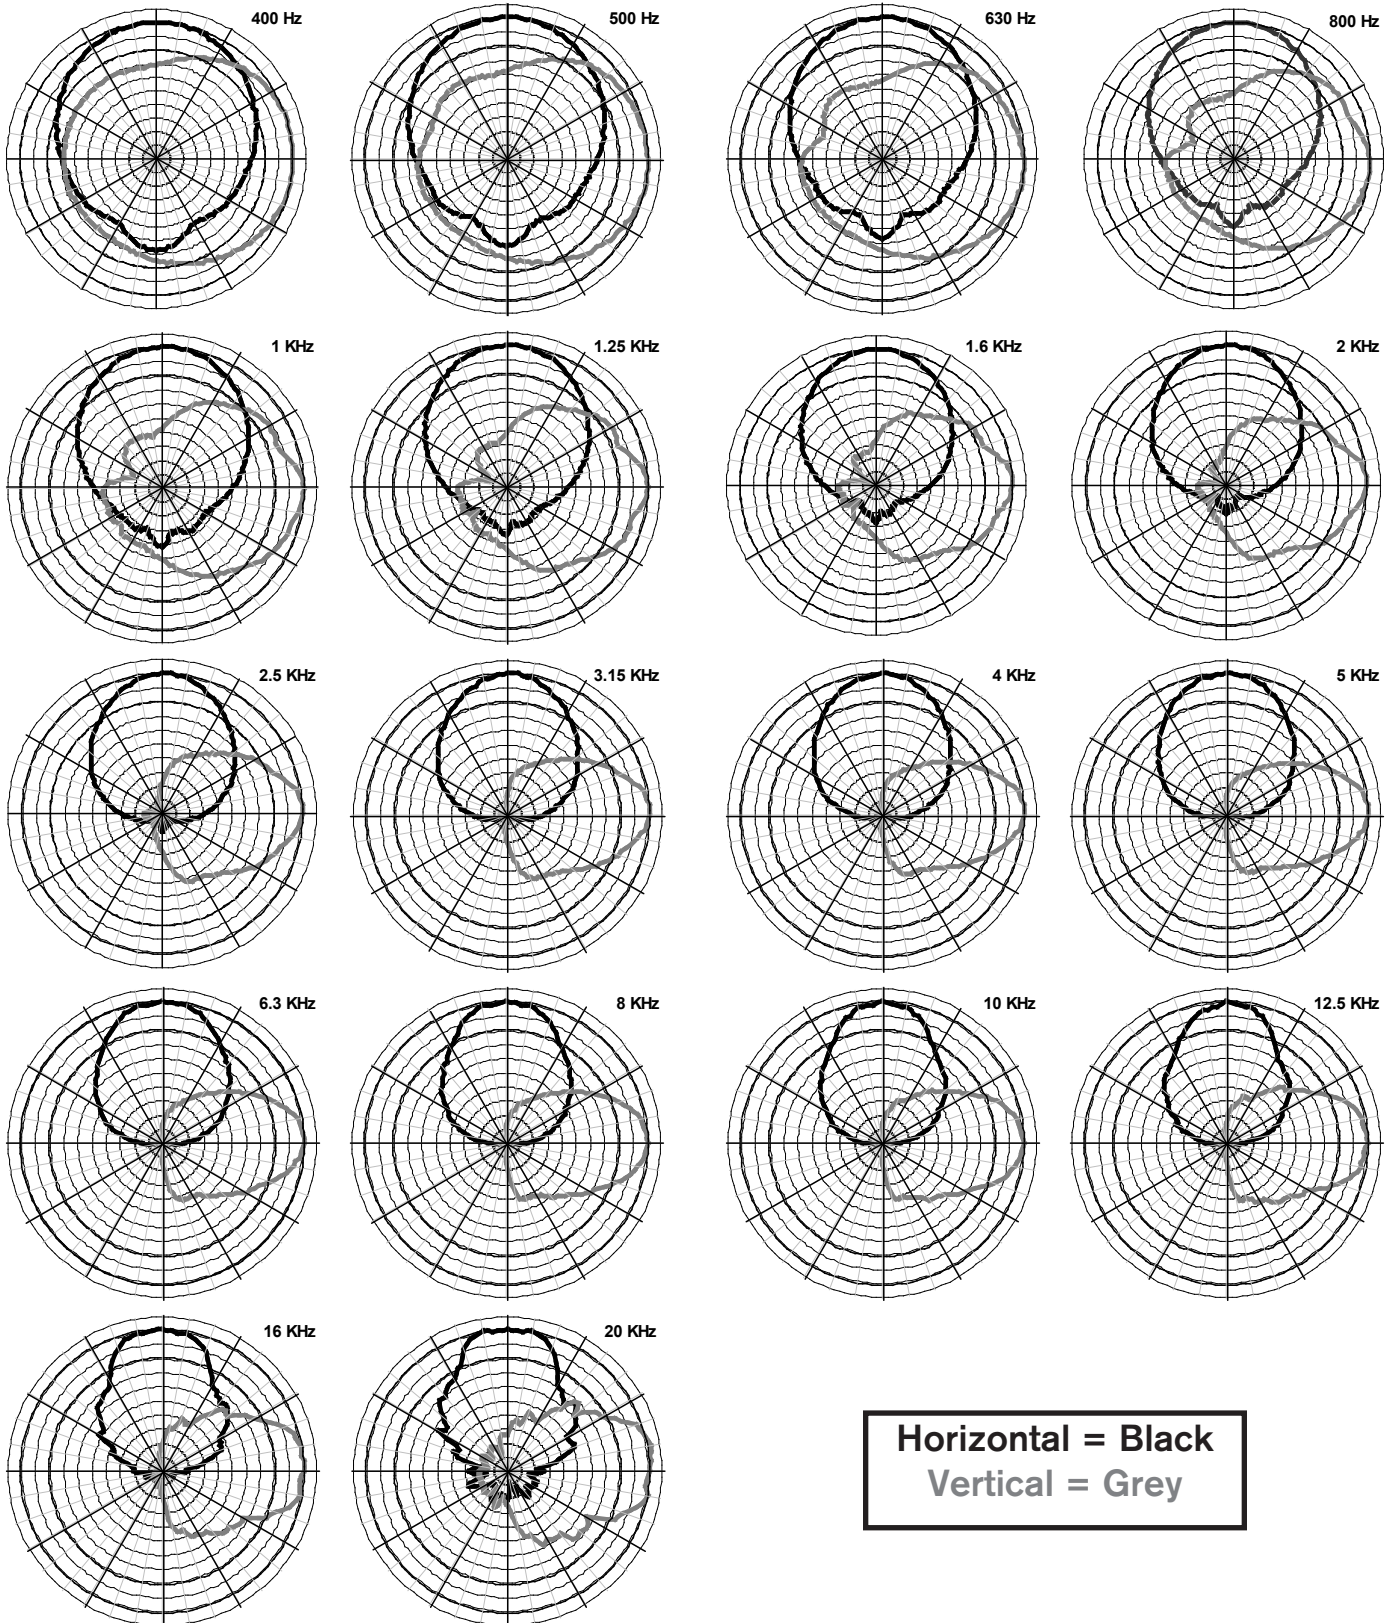 400 Hz
500 Hz
630 Hz
800 Hz
1 KHz
1.25 KHz
1.6 KHz
2 KHz
2.5 KHz
3.15 KHz
4 KHz
5 KHz
6.3 KHz
8 KHz
10 KHz
12.5 KHz
16 KHz
20 KHz
Horizontal = Black
Vertical = Grey